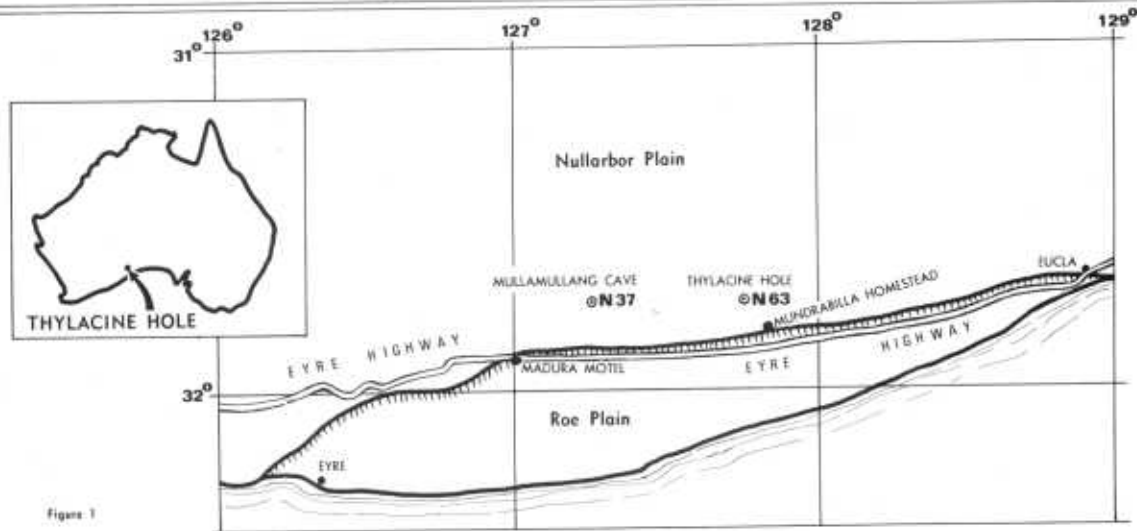 126° 127° 128° 129°
31°
Nullarbor Plain
THYLACINE HOLE
MULLAMULLANG CAVE
N 37
THYLACINE HOLE
N 63
EUCLA
MUNDRABILLA HOMESTEAD
EYRE HIGHWAY
MADURA MOTEL
EYRE HIGHWAY
32°
Roe Plain
EYRE
Figure 1